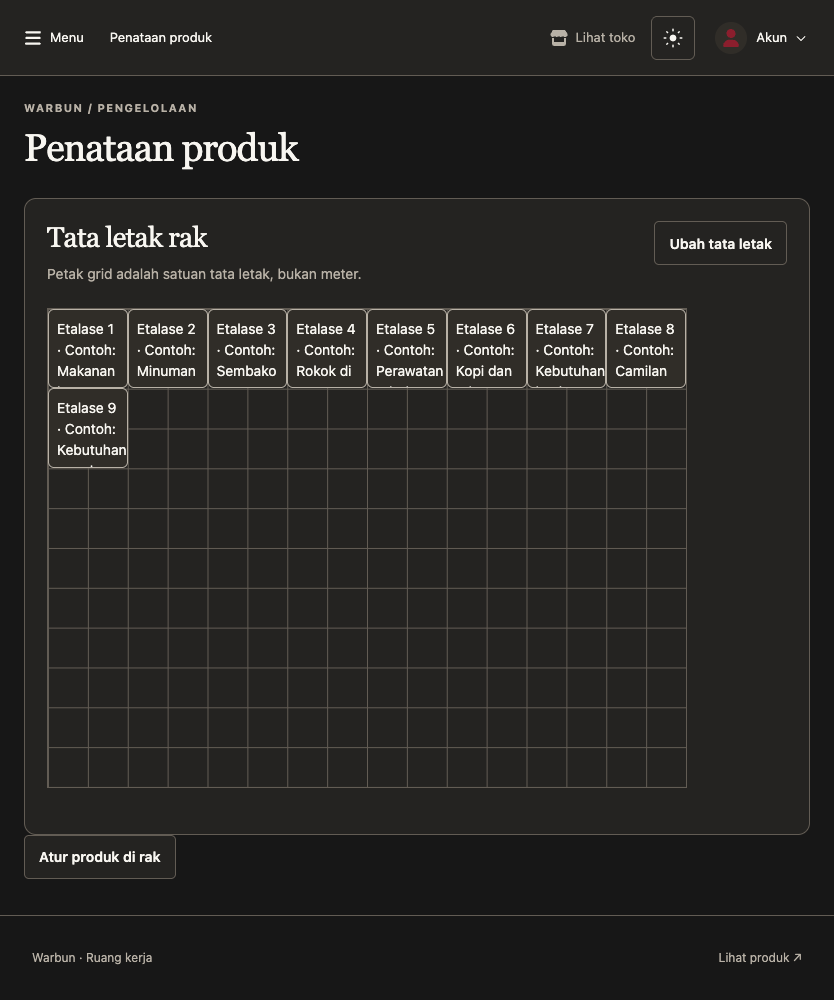 Menu
Penataan produk
Lihat toko
Akun
WARBUN / PENGELOLAAN
Penataan produk
Tata letak rak
Ubah tata letak
Petak grid adalah satuan tata letak, bukan meter.
Etalase 1
· Contoh:
Makanan
Etalase 2
· Contoh:
Minuman
Etalase 3
· Contoh:
Sembako
Etalase 4
· Contoh:
Rokok di
Etalase 5
· Contoh:
Perawatan
Etalase 6
· Contoh:
Kopi dan
Etalase 7
· Contoh:
Kebutuhan
Etalase 8
· Contoh:
Camilan
Etalase 9
· Contoh:
Kebutuhan
Atur produk di rak
Warbun · Ruang kerja
Lihat produk ↗